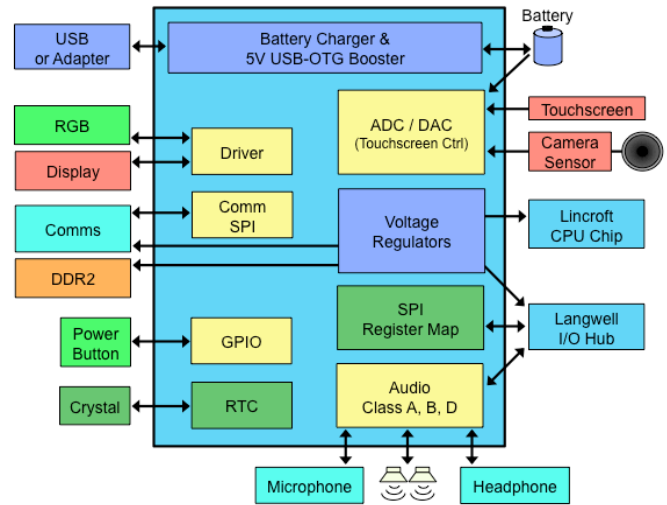 Battery
USB
or Adapter
Battery Charger &
5V USB-OTG Booster
RGB
Display
Driver
ADC / DAC
(Touchscreen Ctrl)
Touchscreen
Camera
Sensor
Comms
DDR2
Comm
SPI
Voltage
Regulators
Lincroft
CPU Chip
Power
Button
GPIO
SPI
Register Map
Langwell
I/O Hub
Crystal
RTC
Audio
Class A, B, D
Microphone
Headphone